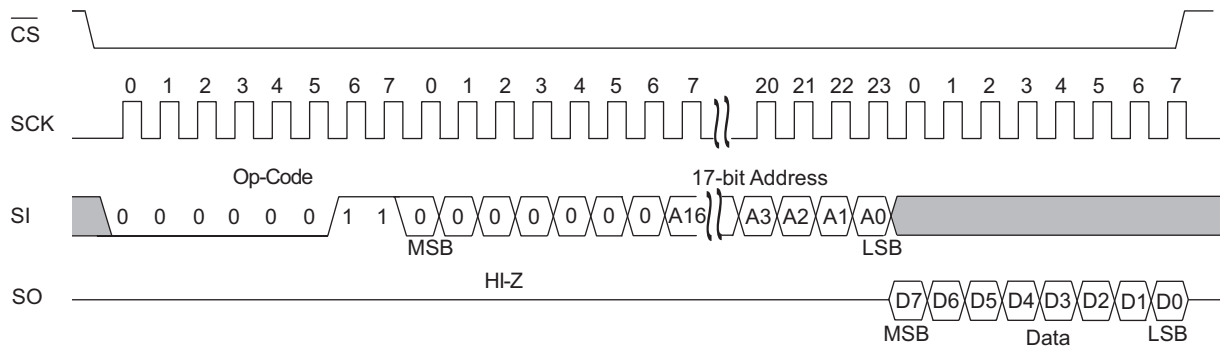 CS
0 1 2 3 4 5 6 7 0 1 2 3 4 5 6 7 20 21 22 23 0 1 2 3 4 5 6 7
SCK
Op-Code 17-bit Address
SI 0 0 0 0 0 0 1 1 0 0 0 0 0 0 0 A16 A3 A2 A1 A0
MSB LSB
HI-Z
SO D7 D6 D5 D4 D3 D2 D1 D0
MSB Data LSB